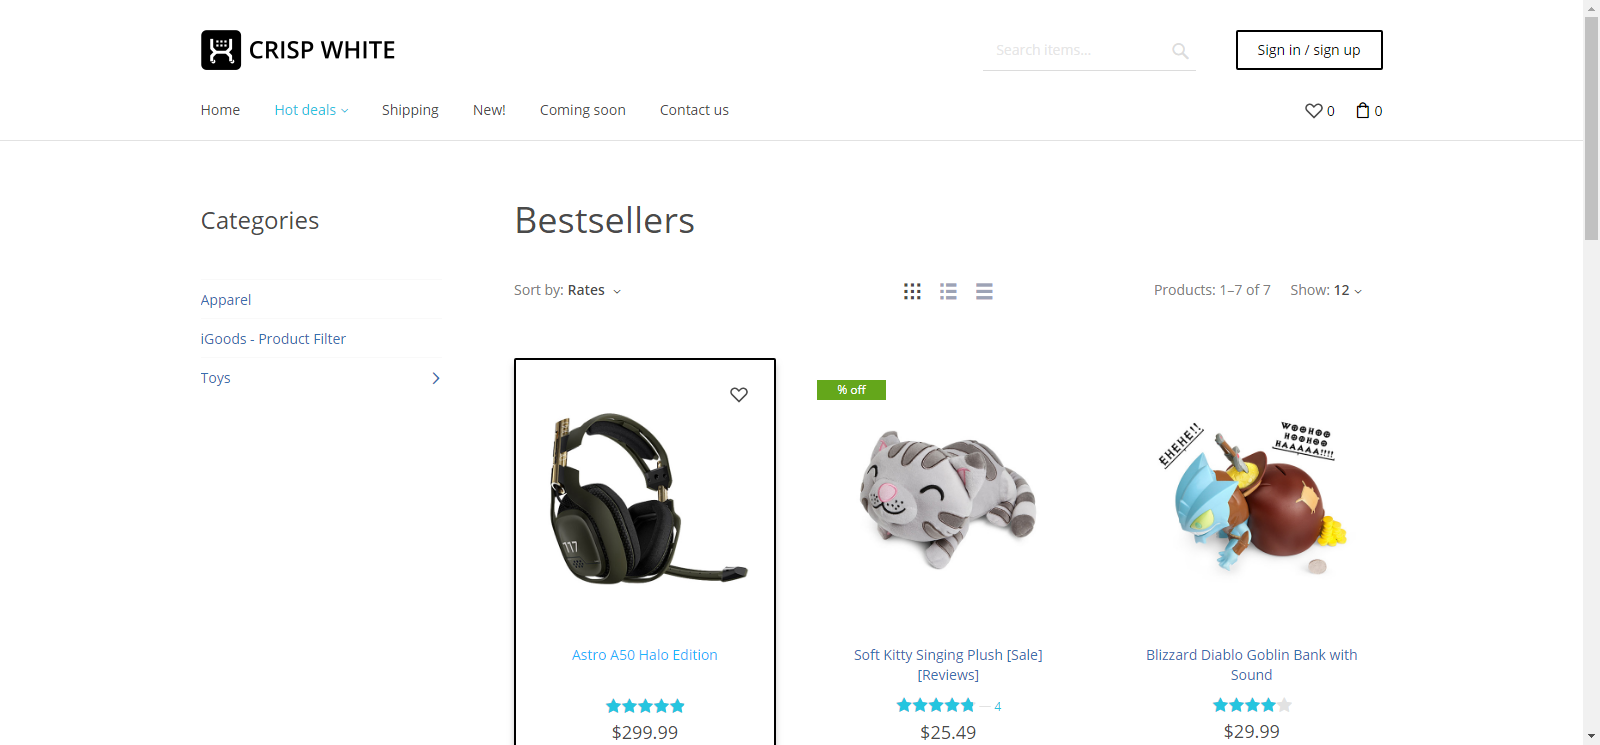 CRISP WHITE
Search items...
Sign in / sign up
Home
Hot deals
Shipping
New!
Coming soon
Contact us
0
0
Categories
Apparel
iGoods - Product Filter
Toys
Bestsellers
Sort by: Rates
Products: 1–7 of 7
Show: 12
717
Astro A50 Halo Edition
$299.99
% off
Soft Kitty Singing Plush [Sale]
[Reviews]
— 4
$25.49
EHEHE!!
WOOHOO
HOOHOO
HAAAAA!!!!
Blizzard Diablo Goblin Bank with
Sound
$29.99